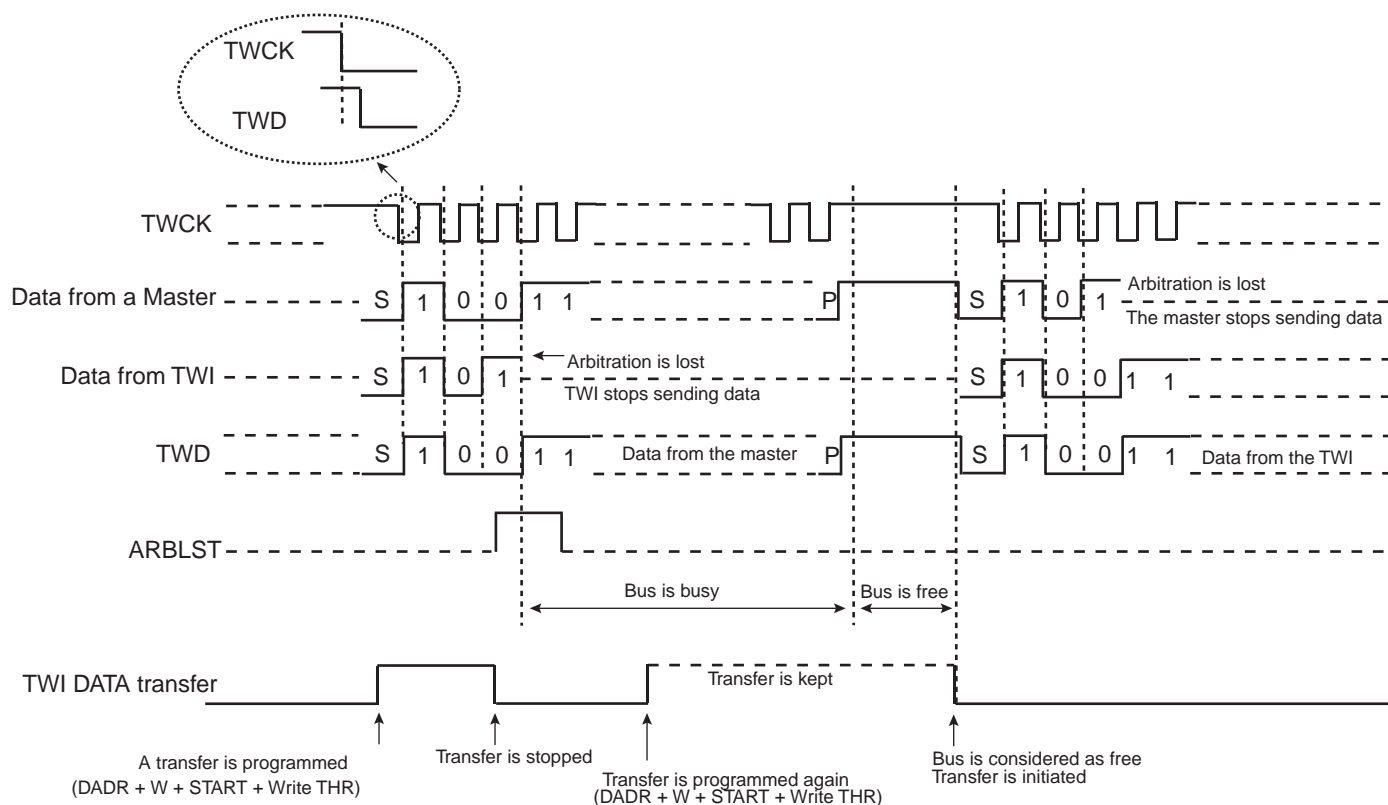 TWCK
TWD
TWCK
Data from a Master S 1 0 0 1 1 P S 1 0 1 Arbitration is lost
The master stops sending data
Data from TWI S 1 0 1 Arbitration is lost S 1 0 0 1 1
TWI stops sending data
TWD S 1 0 0 1 1 Data from the master P S 1 0 0 1 1 Data from the TWI
ARBLST
Bus is busy Bus is free
TWI DATA transfer Transfer is kept
A transfer is programmed
(DADR + W + START + Write THR)
Transfer is stopped
Transfer is programmed again
(DADR + W + START + Write THR)
Bus is considered as free
Transfer is initiated